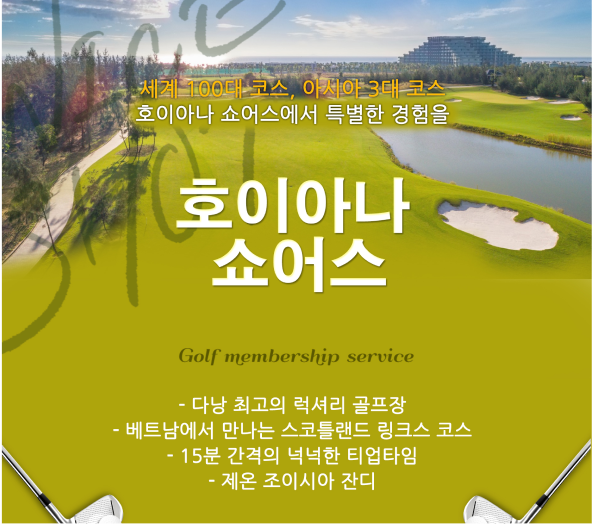 세계 100대 코스, 아시아 3대 코스
호이아나 쇼어스에서 특별한 경험을
호이아나
쇼어스
Golf membership service
- 다낭 최고의 럭셔리 골프장
- 베트남에서 만나는 스코틀랜드 링크스 코스
- 15분 간격의 넉넉한 티업타임
- 제온 조이시아 잔디